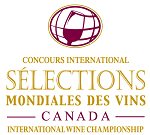 CONCOURS INTERNATIONAL
SÉLECTIONS
MONDIALES DES VINS
CANADA
INTERNATIONAL WINE CHAMPIONSHIP